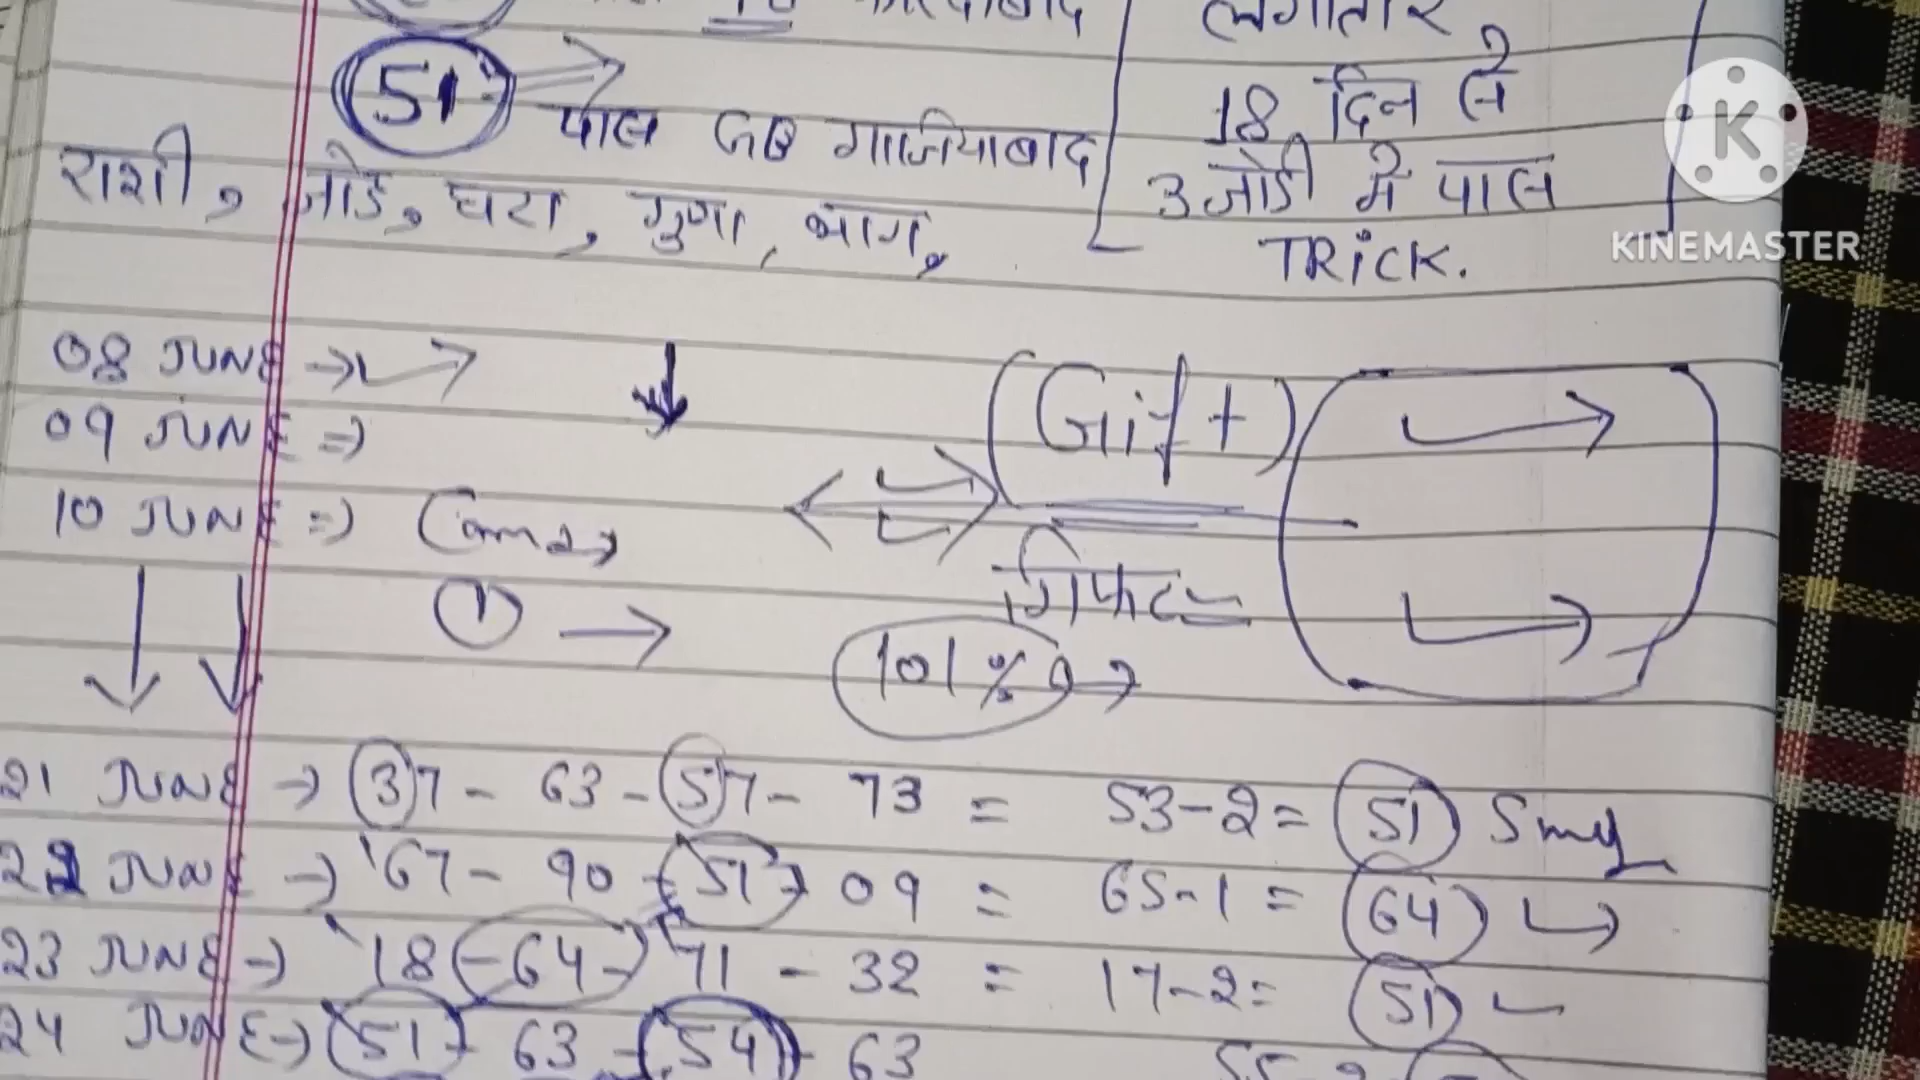 लगातार
51 पास GB गाजियाबाद
18 दिन से
राशी, जोड, घटा, गुणा, भाग,
3 जोडी में पास
TRICK.
K
KINEMASTER
08 JUNE →
09 JUNE ⇒
10 JUNE ⇒
(Gift)
गिफ्ट
1 →
101%
21 JUNE → 37 - 63 - 57 - 73 = 53-2= 51
22 JUNE → 67 - 90 - 51 - 09 = 65-1 = 64
23 JUNE → 18 - 64 - 71 - 32 = 17-2= 51
24 JUNE → 51 - 63 - 54 - 63